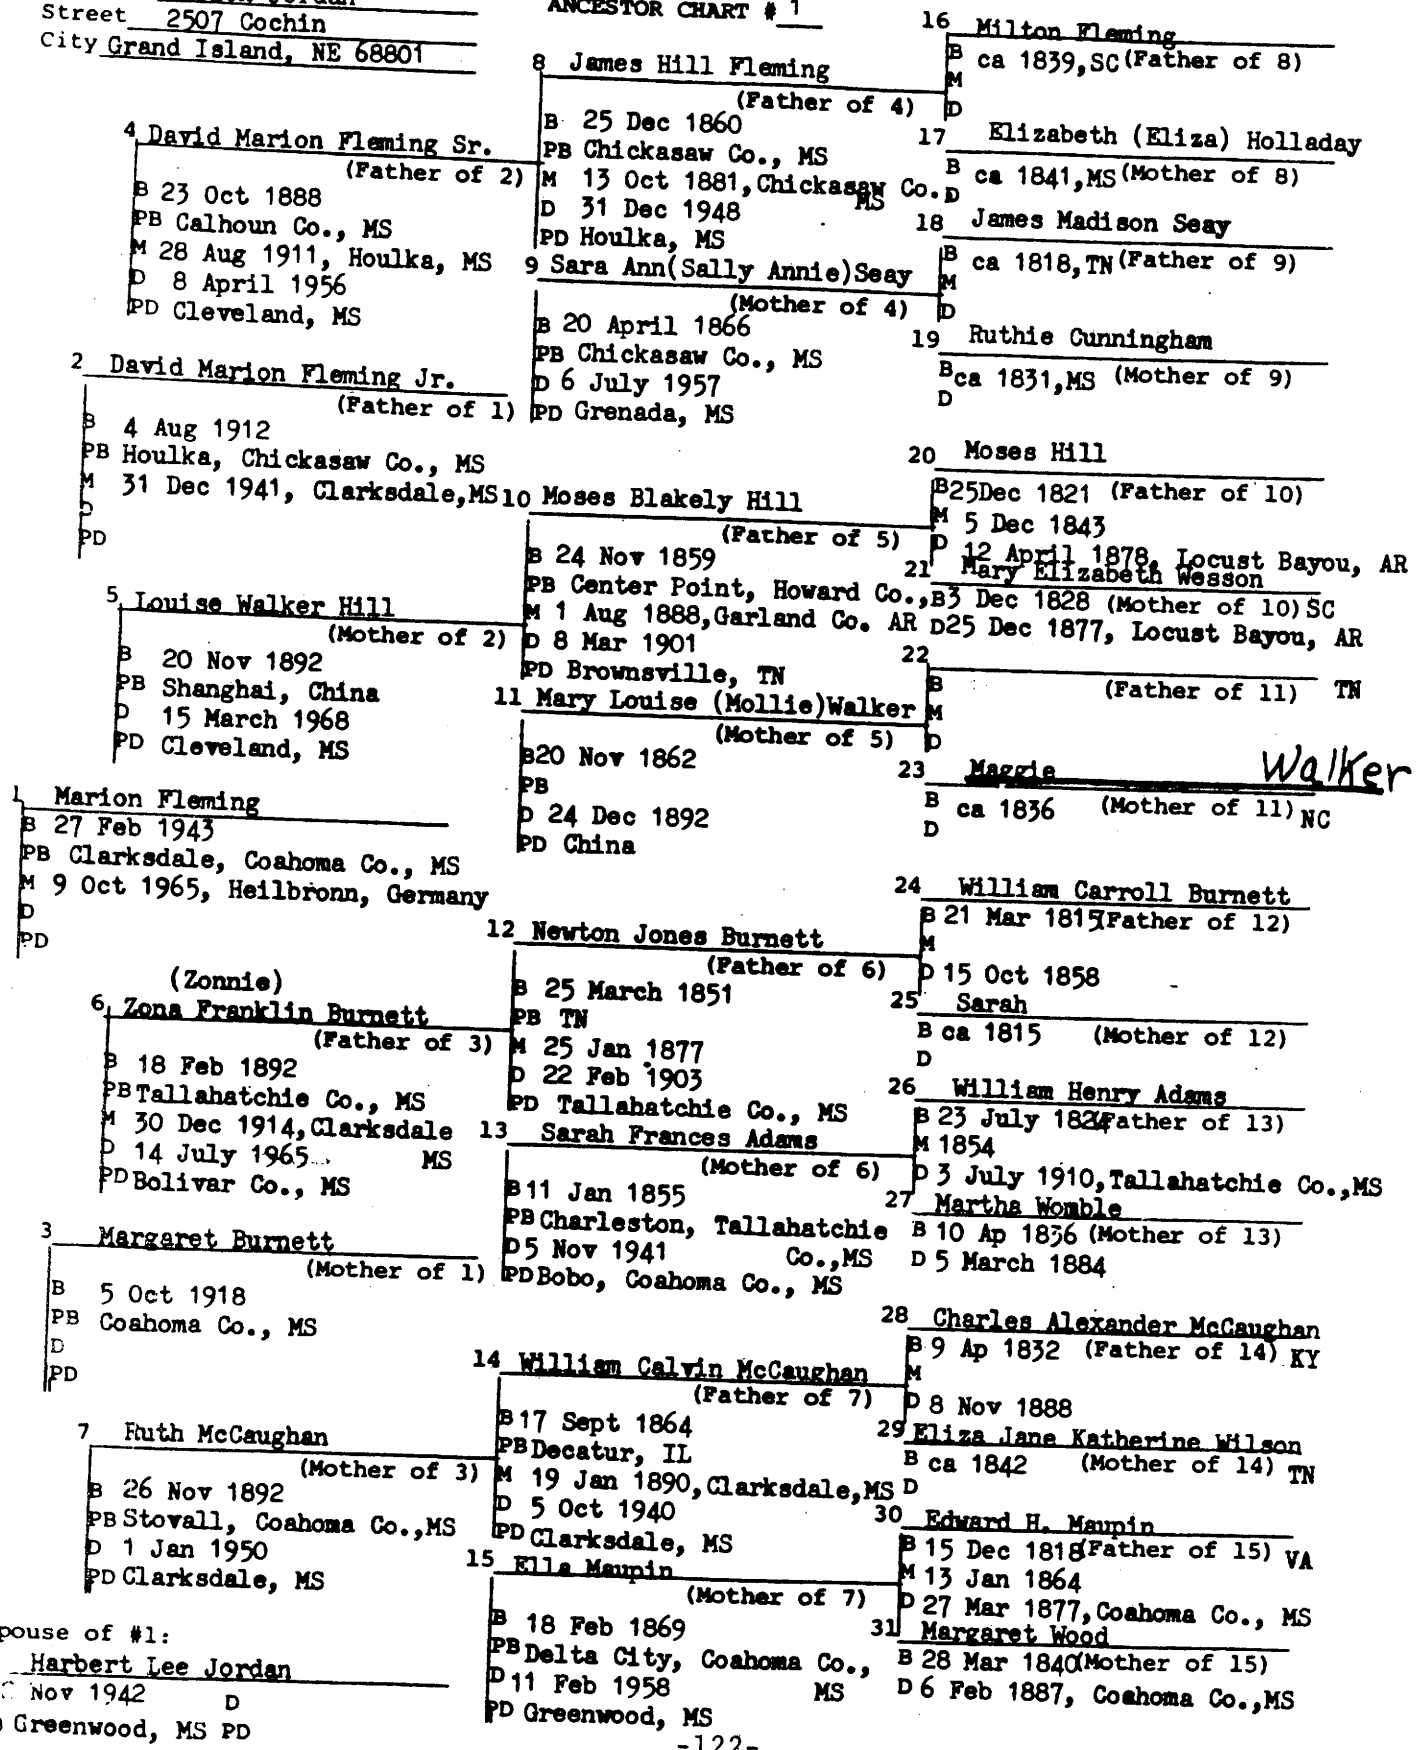 Jordan
Street 2507 Cochin
City Grand Island, NE 68801
ANCESTOR CHART # 1
4 David Marion Fleming Sr.
(Father of 2)
B 23 Oct 1888
PB Calhoun Co., MS
M 28 Aug 1911, Houlka, MS
D 8 April 1956
PD Cleveland, MS
2 David Marion Fleming Jr.
(Father of 1)
B 4 Aug 1912
PB Houlka, Chickasaw Co., MS
M 31 Dec 1941, Clarksdale,MS
D
PD
5 Louise Walker Hill
(Mother of 2)
B 20 Nov 1892
PB Shanghai, China
D 15 March 1968
PD Cleveland, MS
1 Marion Fleming
B 27 Feb 1943
PB Clarksdale, Coahoma Co., MS
M 9 Oct 1965, Heilbronn, Germany
D
PD
(Zonnie)
6 Zona Franklin Burnett
(Father of 3)
B 18 Feb 1892
PB Tallahatchie Co., MS
M 30 Dec 1914, Clarksdale
D 14 July 1965 MS
PD Bolivar Co., MS
3 Margaret Burnett
(Mother of 1)
B 5 Oct 1918
PB Coahoma Co., MS
D
PD
7 Ruth McCaughan
(Mother of 3)
B 26 Nov 1892
PB Stovall, Coahoma Co.,MS
D 1 Jan 1950
PD Clarksdale, MS
pouse of #1:
Harbert Lee Jordan
Nov 1942 D
Greenwood, MS PD
8 James Hill Fleming
(Father of 4)
B 25 Dec 1860
PB Chickasaw Co., MS
M 13 Oct 1881, Chickasaw Co.,
MS
D 31 Dec 1948
PD Houlka, MS
9 Sara Ann(Sally Annie)Seay
(Mother of 4)
B 20 April 1866
PB Chickasaw Co., MS
D 6 July 1957
PD Grenada, MS
10 Moses Blakely Hill
(Father of 5)
B 24 Nov 1859
PB Center Point, Howard Co.,
M 1 Aug 1888,Garland Co. AR
D 8 Mar 1901
PD Brownsville, TN
11 Mary Louise (Mollie)Walker
(Mother of 5)
B 20 Nov 1862
PB
D 24 Dec 1892
PD China
12 Newton Jones Burnett
(Father of 6)
B 25 March 1851
PB TN
M 25 Jan 1877
D 22 Feb 1903
PD Tallahatchie Co., MS
13 Sarah Frances Adams
(Mother of 6)
B 11 Jan 1855
PB Charleston, Tallahatchie
D 5 Nov 1941 Co.,MS
PD Bobo, Coahoma Co., MS
14 William Calvin McCaughan
(Father of 7)
B 17 Sept 1864
PB Decatur, IL
M 19 Jan 1890,Clarksdale,MS
D 5 Oct 1940
PD Clarksdale, MS
15 Ella Maupin
(Mother of 7)
B 18 Feb 1869
PB Delta City, Coahoma Co.,
D 11 Feb 1958 MS
PD Greenwood, MS
16 Milton Fleming
B ca 1839,SC (Father of 8)
M
D
17 Elizabeth (Eliza) Holladay
B ca 1841,MS (Mother of 8)
D
18 James Madison Seay
B ca 1818,TN (Father of 9)
M
D
19 Ruthie Cunningham
B ca 1831,MS (Mother of 9)
D
20 Moses Hill
B 25Dec 1821 (Father of 10)
M 5 Dec 1843
D 12 April 1878, Locust Bayou, AR
21 Mary Elizabeth Wesson
B 3 Dec 1828 (Mother of 10) SC
D 25 Dec 1877, Locust Bayou, AR
22
B (Father of 11) TN
M
D
23 Maggie Walker
B ca 1836 (Mother of 11) NC
D
24 William Carroll Burnett
B 21 Mar 1815 (Father of 12)
M
D 15 Oct 1858
25 Sarah
B ca 1815 (Mother of 12)
D
26 William Henry Adams
B 23 July (Father of 13)
M 1854
D 3 July 1910,Tallahatchie Co.,MS
27 Martha Womble
B 10 Ap 1836 (Mother of 13)
D 5 March 1884
28 Charles Alexander McCaughan
B 9 Ap 1832 (Father of 14) KY
M
D 8 Nov 1888
29 Eliza Jane Katherine Wilson
B ca 1842 (Mother of 14) TN
D
30 Edward H. Maupin
B 15 Dec 1818 (Father of 15) VA
M 13 Jan 1864
D 27 Mar 1877,Coahoma Co., MS
31 Margaret Wood
B 28 Mar 1840 (Mother of 15)
D 6 Feb 1887, Coahoma Co.,MS
-122-